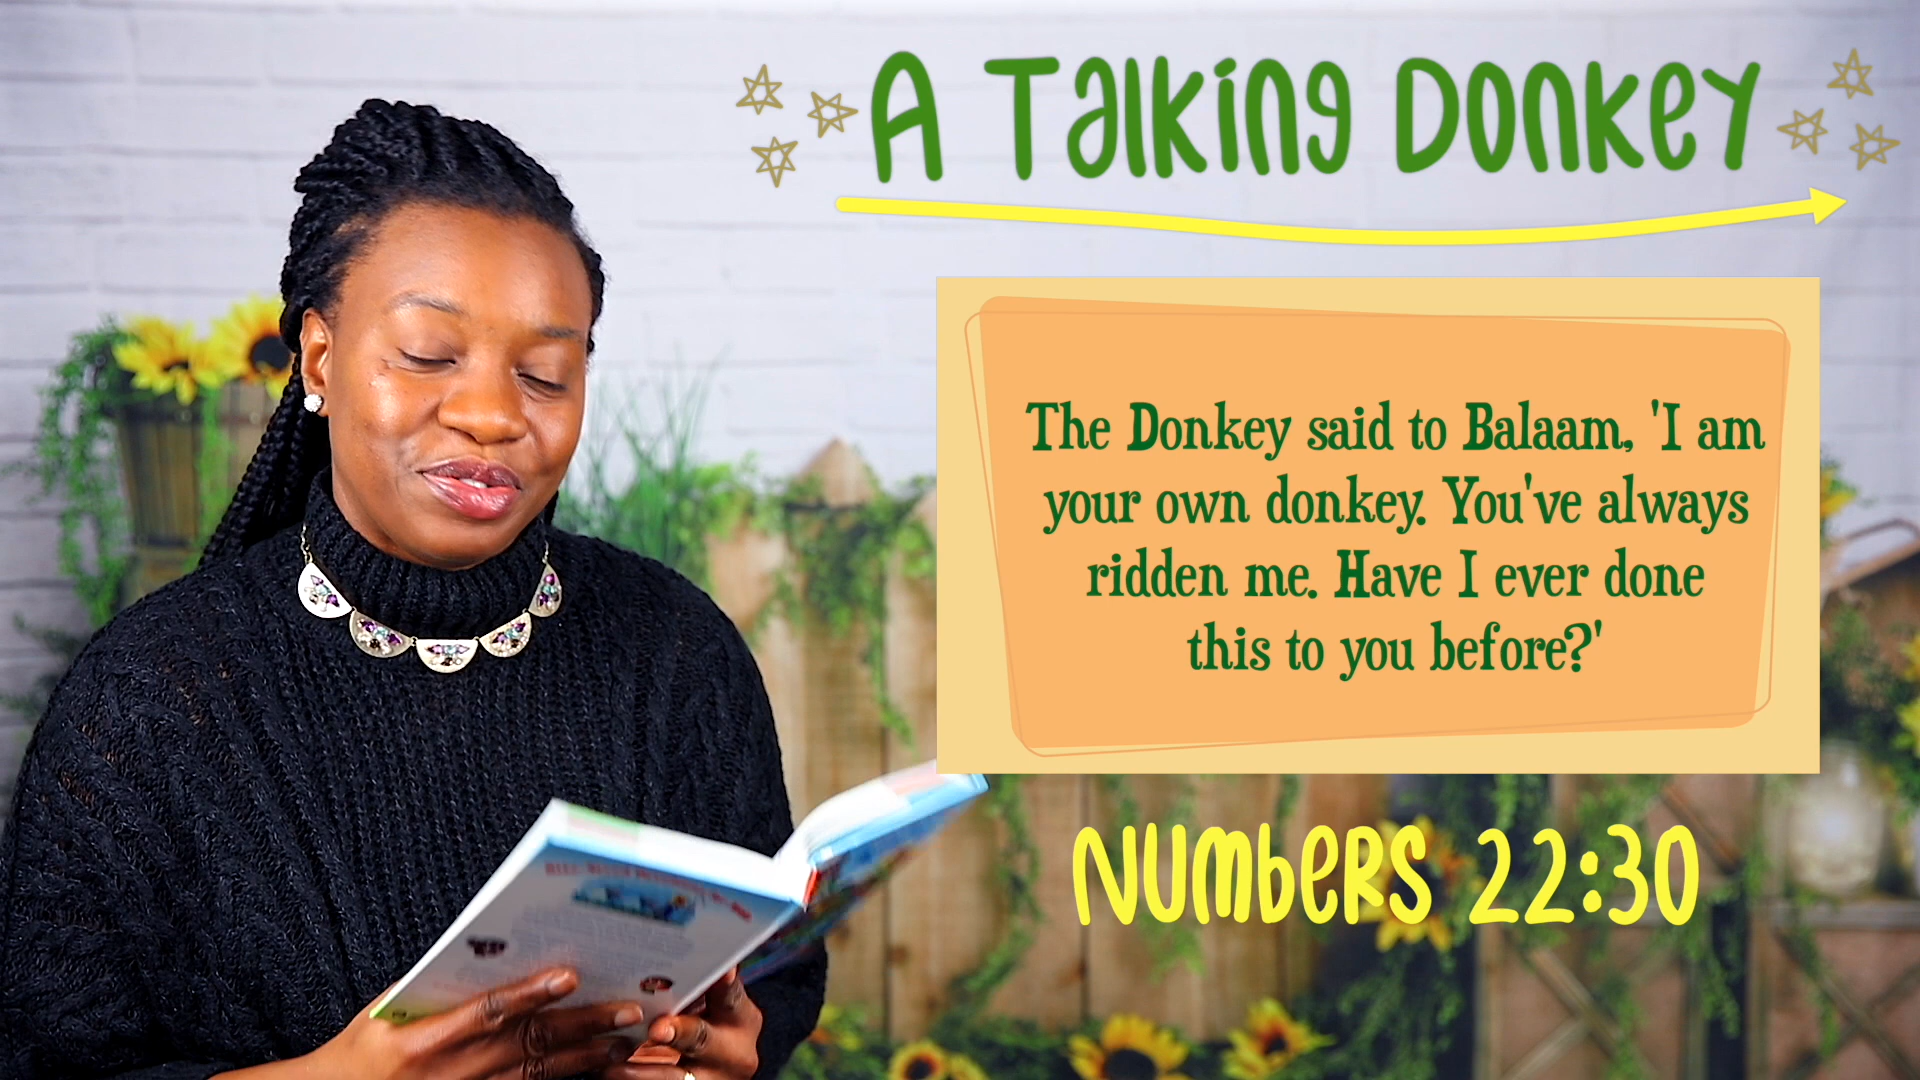 A Talking Donkey
The Donkey said to Balaam, 'I am
your own donkey. You've always
ridden me. Have I ever done
this to you before?'
Numbers 22:30